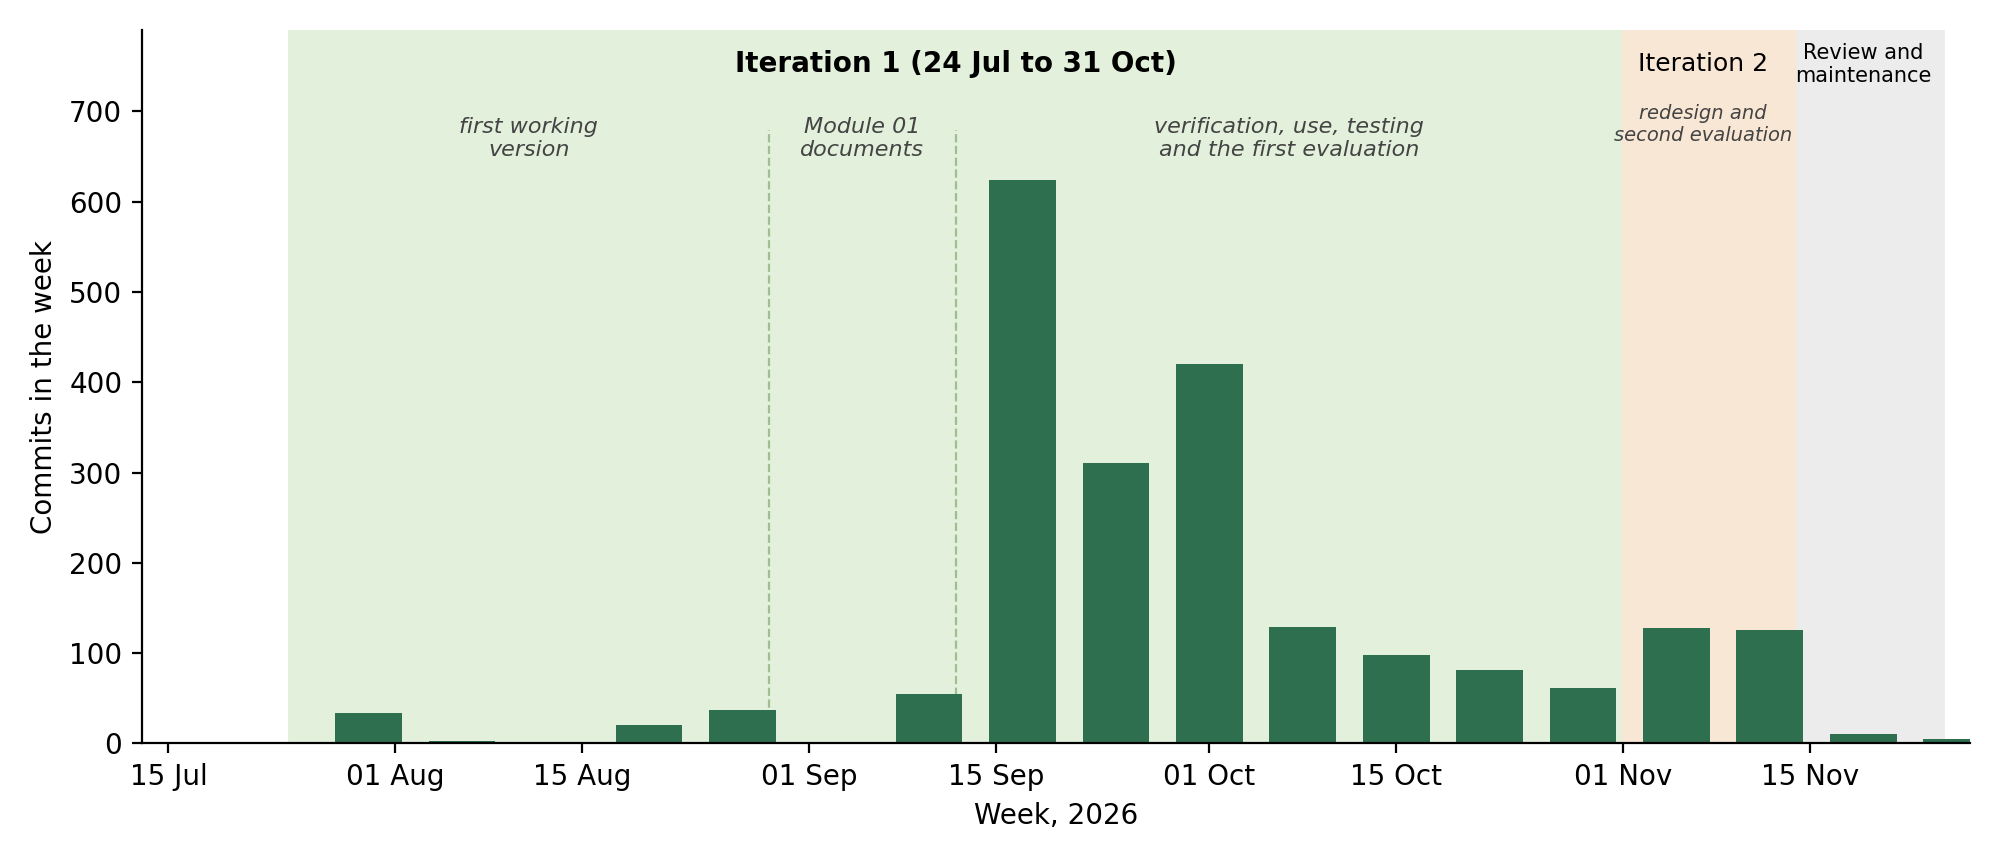 Iteration 1 (24 Jul to 31 Oct)
Iteration 2
Review and
maintenance
first working
version
Module 01
documents
verification, use, testing
and the first evaluation
redesign and
second evaluation
Commits in the week
700
600
500
400
300
200
100
0
15 Jul
01 Aug
15 Aug
01 Sep
15 Sep
01 Oct
15 Oct
01 Nov
15 Nov
Week, 2026